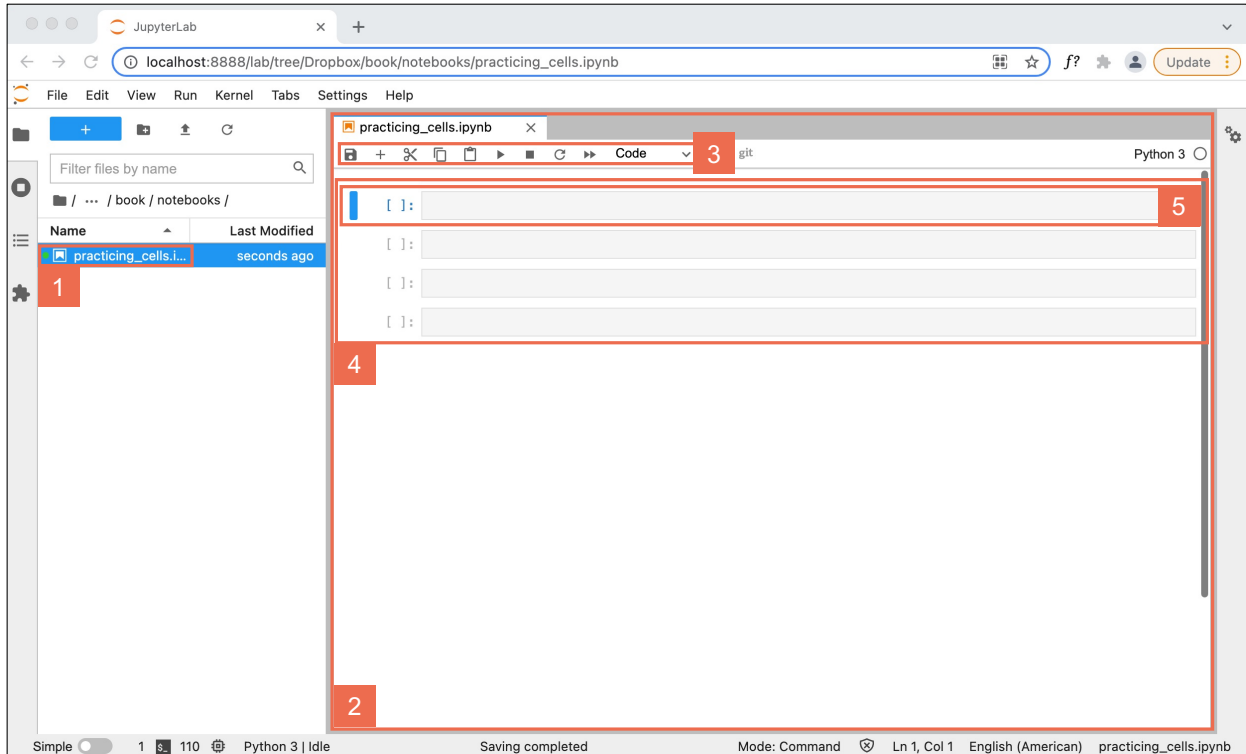 JupyterLab
localhost:8888/lab/tree/Dropbox/book/notebooks/practicing_cells.ipynb
f?
Update
File Edit View Run Kernel Tabs Settings Help
+
Filter files by name
/ ... / book / notebooks /
Name Last Modified
practicing_cells.i... seconds ago
1
practicing_cells.ipynb
Code 3 git Python 3
[ ]: 5
[ ]:
[ ]:
[ ]:
4
2
Simple 1 $_ 110 Python 3 | Idle Saving completed Mode: Command Ln 1, Col 1 English (American) practicing_cells.ipynb